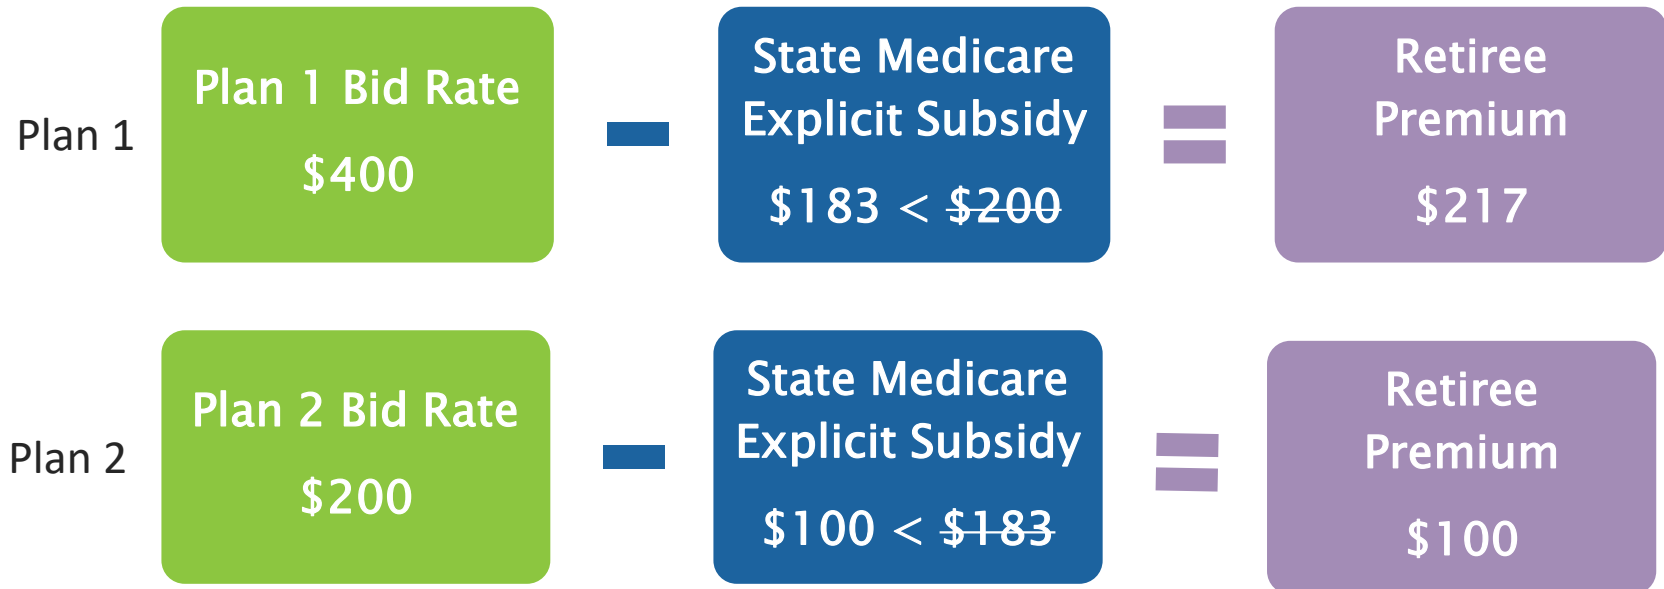 Plan 1
Plan 1 Bid Rate
$400
State Medicare
Explicit Subsidy
$183 < $200
Retiree
Premium
$217
Plan 2
Plan 2 Bid Rate
$200
State Medicare
Explicit Subsidy
$100 < $183
Retiree
Premium
$100